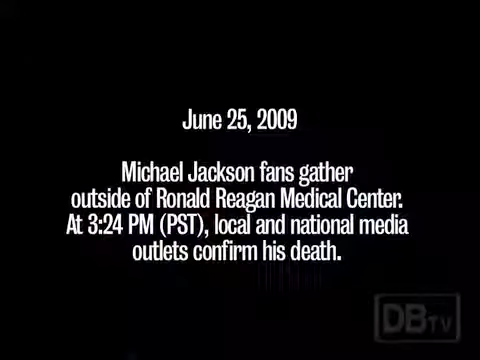 June 25, 2009
Michael Jackson fans gather
outside of Ronald Reagan Medical Center.
At 3:24 PM (PST), local and national media
outlets confirm his death.
DBTV